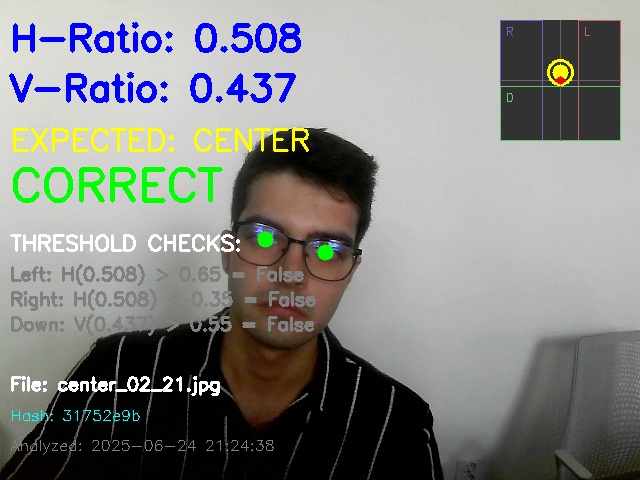 H-Ratio: 0.508
V-Ratio: 0.437
R
L
D
EXPECTED: CENTER
CORRECT
THRESHOLD CHECKS:
Left: H(0.508) > 0.65 = False
Right: H(0.508) 0.35 = False
Down: V(0.437) > 0.55 = False
File: center_02_21.jpg
Hash: 31752e9b
Analyzed: 2025-06-24 21:24:38